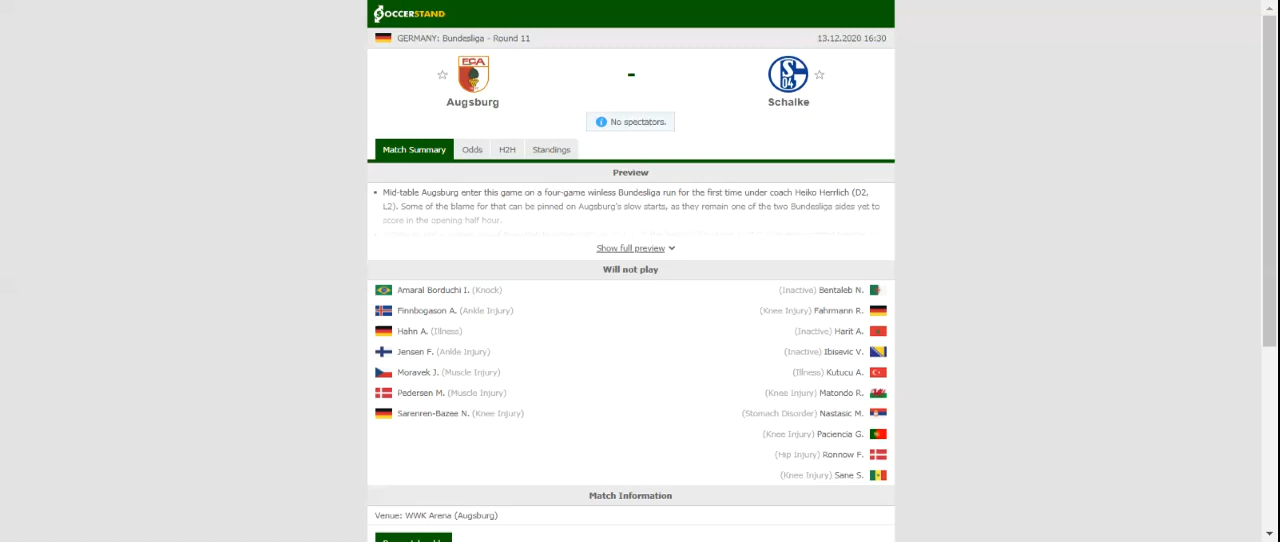 SOCCERSTAND
GERMANY: Bundesliga - Round 11 13.12.2020 16:30
-
Augsburg Schalke
No spectators.
Match Summary Odds H2H Standings
Preview
Mid-table Augsburg enter this game on a four-game winless Bundesliga run for the first time under coach Heiko Herrlich (D2,
L2). Some of the blame for that can be pinned on Augsburg's slow starts, as they remain one of the two Bundesliga sides yet to
score in the opening half hour.
Show full preview
Will not play
Amaral Borduchi I. (Knock) (Inactive) Bentaleb N.
Finnbogason A. (Ankle Injury) (Knee Injury) Fahrmann R.
Hahn A. (Illness) (Inactive) Harit A.
Jensen F. (Ankle Injury) (Inactive) Ibisevic V.
Moravek J. (Muscle Injury) (Illness) Kutucu A.
Pedersen M. (Muscle Injury) (Knee Injury) Matondo R.
Sarenren-Bazee N. (Knee Injury) (Stomach Disorder) Nastasic M.
(Knee Injury) Paciencia G.
(Hip Injury) Ronnow F.
(Knee Injury) Sane S.
Match Information
Venue: WWK Arena (Augsburg)